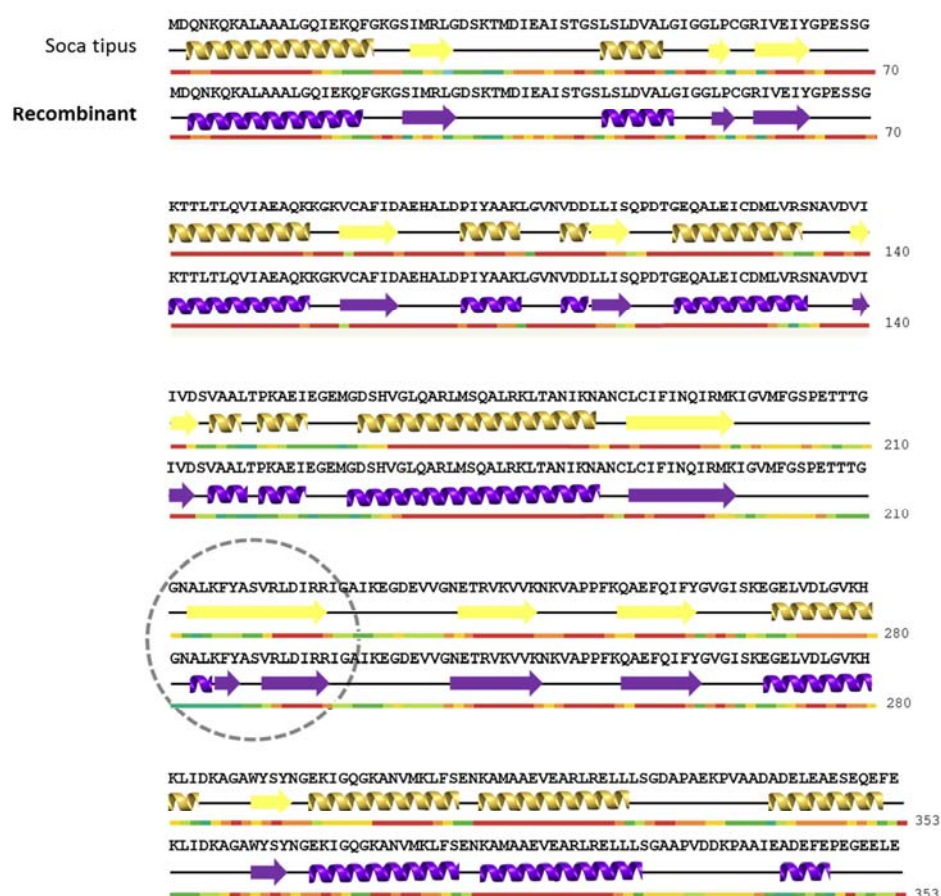 MDQNKQKALAAALGQIEKQFGKGSIMRLGDSKTMDIEAISTGSLSLDVALGIGGLPCGRIVEIYGPESSG
Soca tipus
70
MDQNKQKALAAALGQIEKQFGKGSIMRLGDSKTMDIEAISTGSLSLDVALGIGGLPCGRIVEIYGPESSG
Recombinant
70
KTTLTLQVIAEAQKKGKVCAFIDAEHALDPIYAAKLGVNVDDLLISQPDTGEQALEICDMLVRSNAVDVI
140
KTTLTLQVIAEAQKKGKVCAFIDAEHALDPIYAAKLGVNVDDLLISQPDTGEQALEICDMLVRSNAVDVI
140
IVDSVAALTPKAEIEGEMGDSHVGLQARLMSQALRKLTANIKNANCLCIFINQIRMKIGVMFGSPETTTG
210
IVDSVAALTPKAEIEGEMGDSHVGLQARLMSQALRKLTANIKNANCLCIFINQIRMKIGVMFGSPETTTG
210
GNALKFYASVRLDIRRIGAIKEGDEVVGNETRVKVVKNKVAPPFKQAEFQIFYGVGISKEGELVDLGVKH
280
GNALKFYASVRLDIRRIGAIKEGDEVVGNETRVKVVKNKVAPPFKQAEFQIFYGVGISKEGELVDLGVKH
280
KLIDKAGAWYSYNGEKIGQGKANVMKLFSENKAMAAEVEARLRELLLSGDAPAEKPVAADADELEAESEQEFE
353
KLIDKAGAWYSYNGEKIGQGKANVMKLFSENKAMAAEVEARLRELLLSGAAPVDDKPAAIEADEFEPEGEELE
353